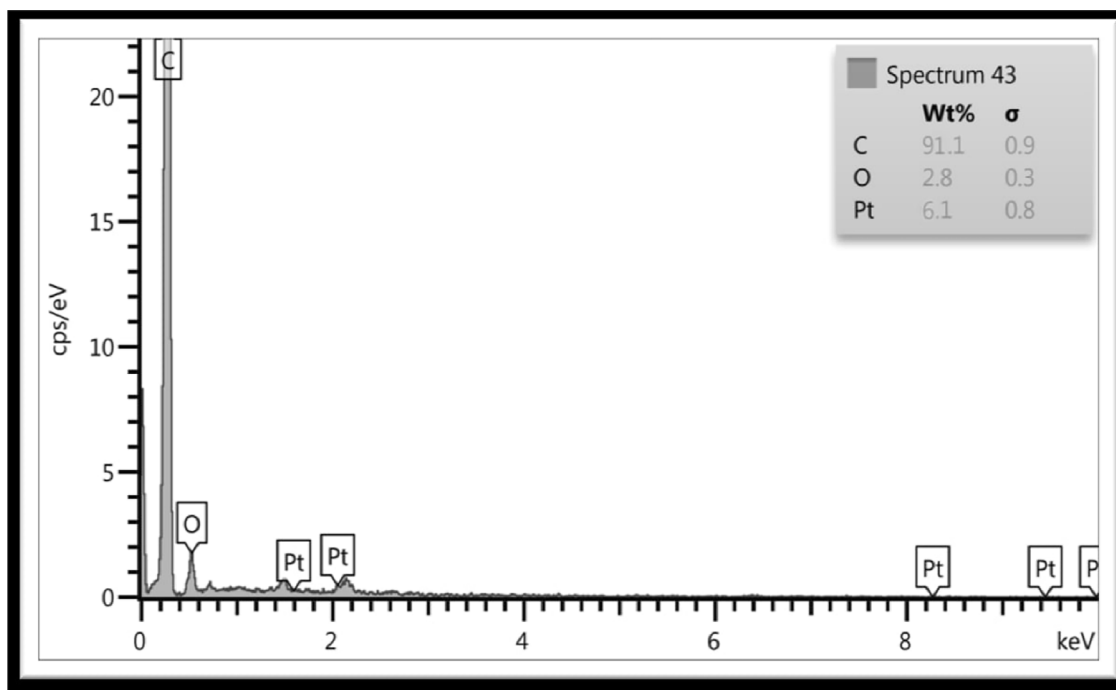 Spectrum 43
Wt% σ
C 91.1 0.9
O 2.8 0.3
Pt 6.1 0.8
C
20
15
cps/eV
10
5
O
Pt
Pt
Pt
Pt
P
0
0
2
4
6
8
keV